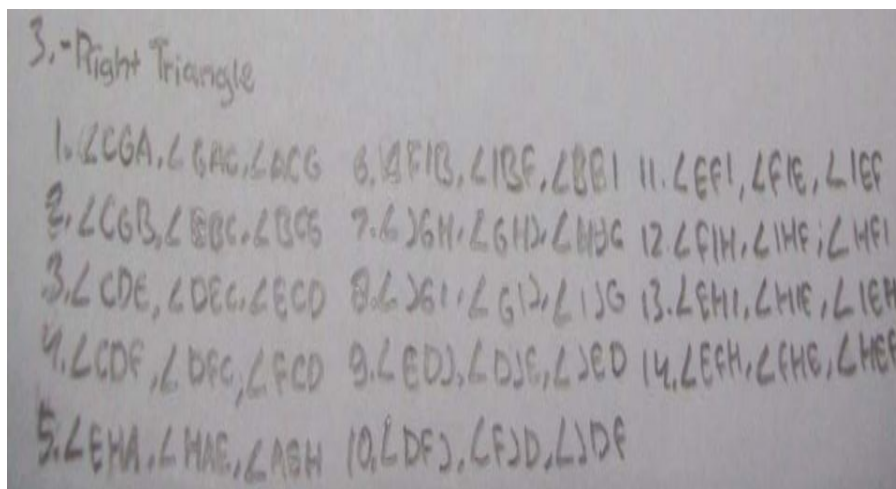 3.-Right Triangle
1.∠CGA,∠GAC,∠ACG 6.∠FIB,∠IBF,∠BFI 11.∠EFI,∠FIE,∠IEF
2.∠CGB,∠GBC,∠BCG 7.∠JGH,∠GHJ,∠HJG 12.∠FIH,∠IHF,∠HFI
3.∠CDE,∠DEC,∠ECD 8.∠JGI,∠GIJ,∠IJG 13.∠EHI,∠HIE,∠IEH
4.∠CDF,∠DFC,∠FCD 9.∠EDJ,∠DJE,∠JED 14.∠EFH,∠FHE,∠HEF
5.∠EHA,∠HAE,∠AEH 10.∠DFJ,∠FJD,∠JDF